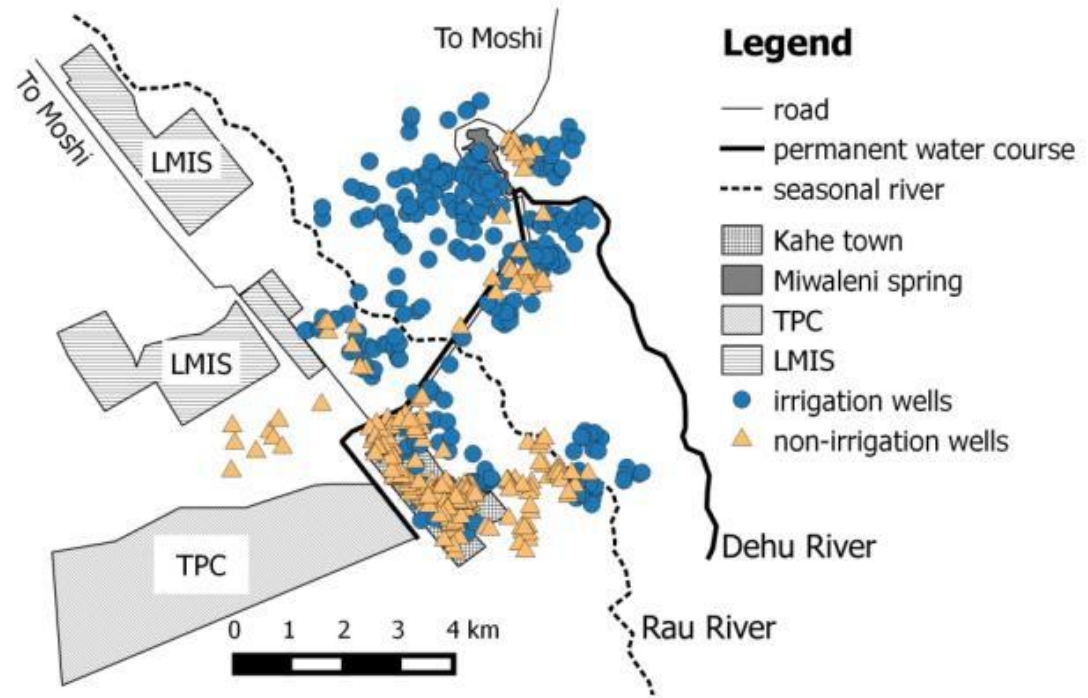 To Moshi
To Moshi
LMIS
LMIS
TPC
0 1 2 3 4 km
Dehu River
Rau River
Legend
road
permanent water course
seasonal river
Kahe town
Miwaleni spring
TPC
LMIS
irrigation wells
non-irrigation wells